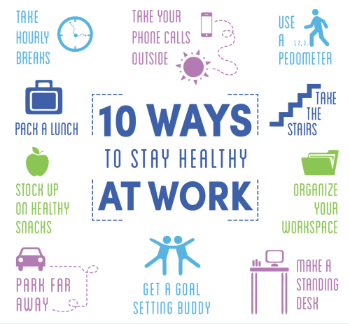 TAKE
HOURLY
BREAKS
TAKE YOUR
PHONE CALLS
OUTSIDE
USE
A 1,2,3
PEDOMETER
PACK A LUNCH
10 WAYS
TO STAY HEALTHY
AT WORK
TAKE
THE
STAIRS
STOCK UP
ON HEALTHY
SNACKS
ORGANIZE
YOUR
WORKSPACE
PARK FAR
AWAY
GET A GOAL
SETTING BUDDY
MAKE A
STANDING
DESK